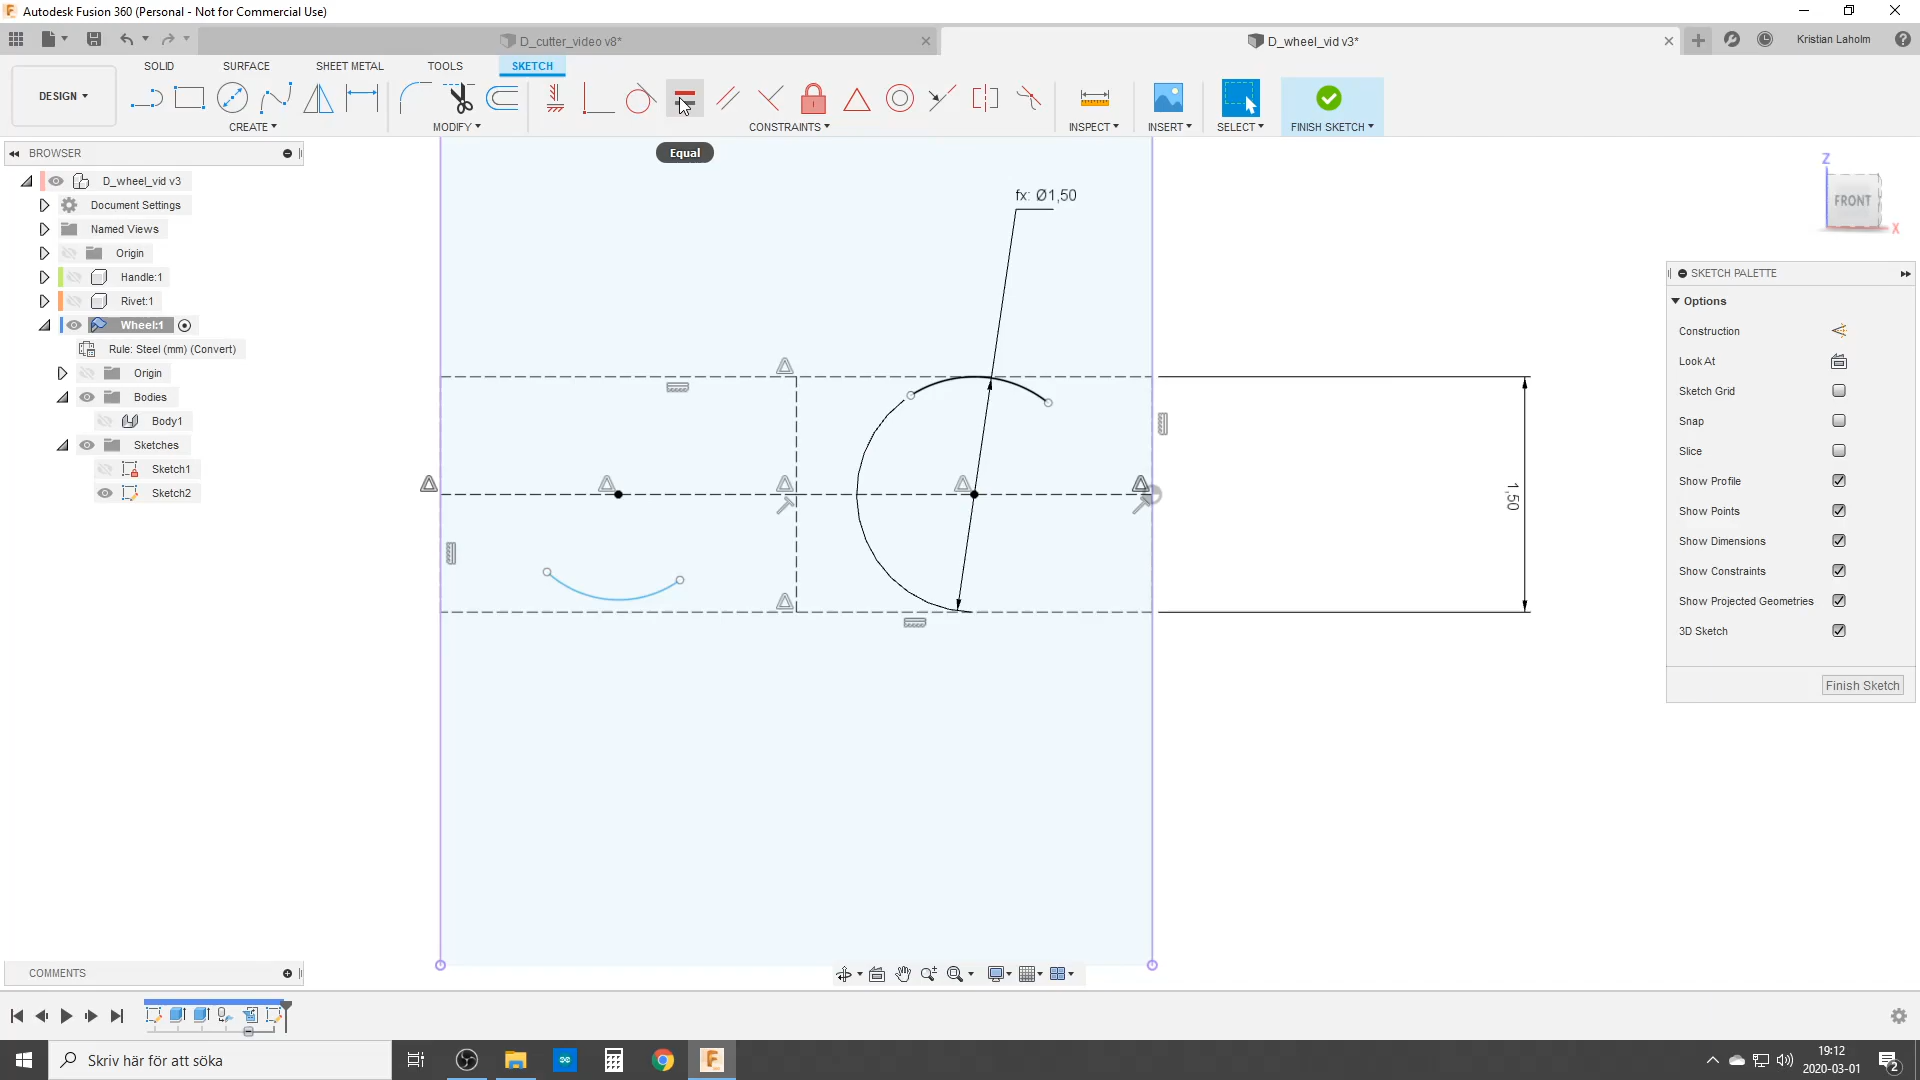 Autodesk Fusion 360 (Personal - Not for Commercial Use)
D_cutter_video v8*
D_wheel_vid v3*
Kristian Laholm
DESIGN
SOLID
SURFACE
SHEET METAL
TOOLS
SKETCH
CREATE
MODIFY
CONSTRAINTS
INSPECT
INSERT
SELECT
FINISH SKETCH
Equal
BROWSER
D_wheel_vid v3
Document Settings
Named Views
Origin
Handle:1
Rivet:1
Wheel:1
Rule: Steel (mm) (Convert)
Origin
Bodies
Body1
Sketches
Sketch1
Sketch2
fx: Ø1,50
1,50
Z
FRONT
X
SKETCH PALETTE
Options
Construction
Look At
Sketch Grid
Snap
Slice
Show Profile
Show Points
Show Dimensions
Show Constraints
Show Projected Geometries
3D Sketch
Finish Sketch
COMMENTS
Skriv här för att söka
19:12
2020-03-01
2